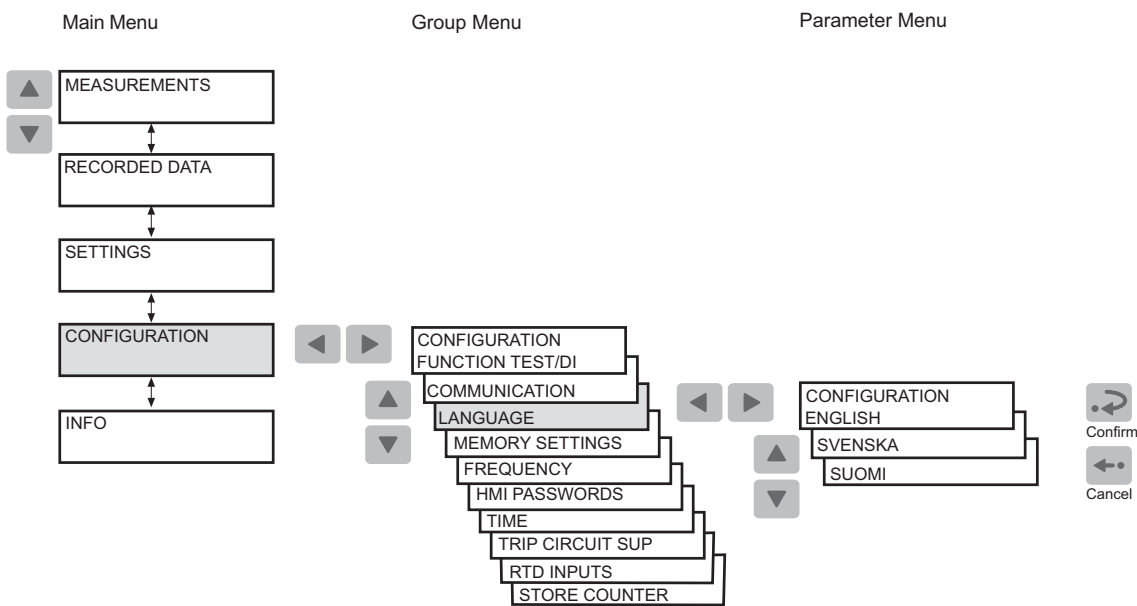 Main Menu
Group Menu
Parameter Menu
MEASUREMENTS
RECORDED DATA
SETTINGS
CONFIGURATION
INFO
CONFIGURATION
FUNCTION TEST/DI
COMMUNICATION
LANGUAGE
MEMORY SETTINGS
FREQUENCY
HMI PASSWORDS
TIME
TRIP CIRCUIT SUP
RTD INPUTS
STORE COUNTER
CONFIGURATION
ENGLISH
SVENSKA
SUOMI
Confirm
Cancel